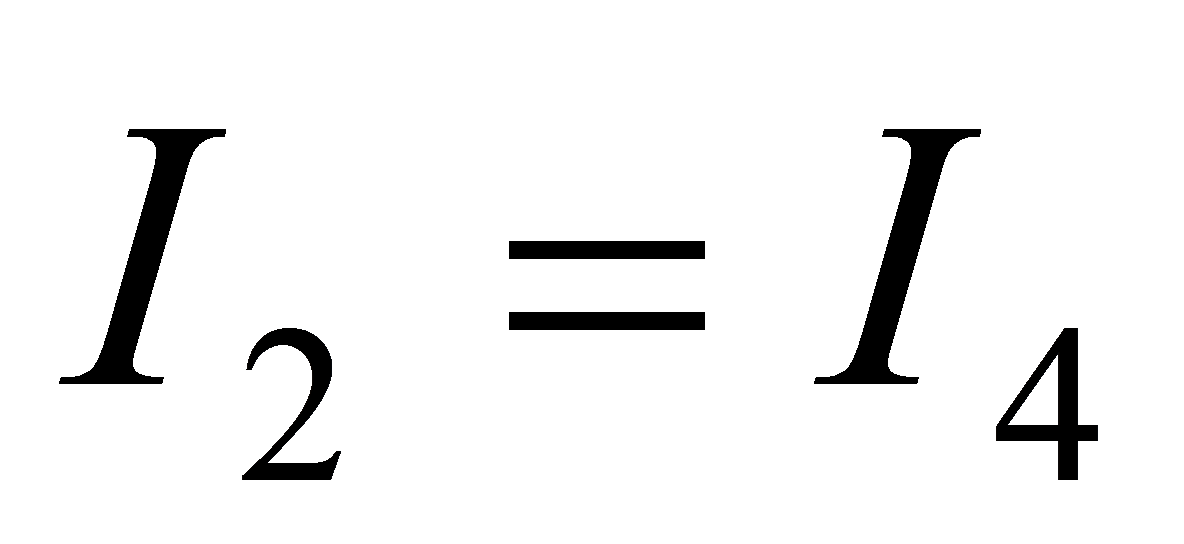 I₂ = I₄